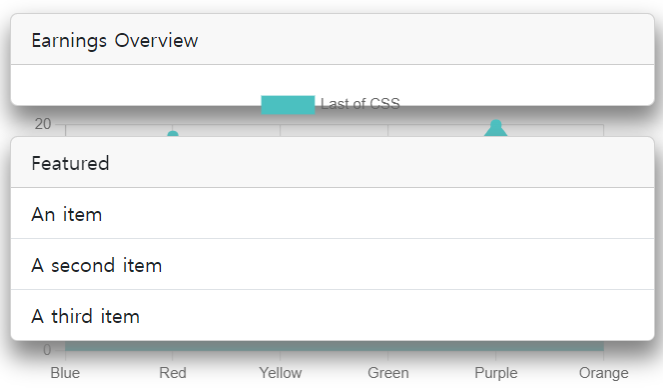 Earnings Overview
Last of CSS
20
Featured
An item
A second item
A third item
0
Blue Red Yellow Green Purple Orange